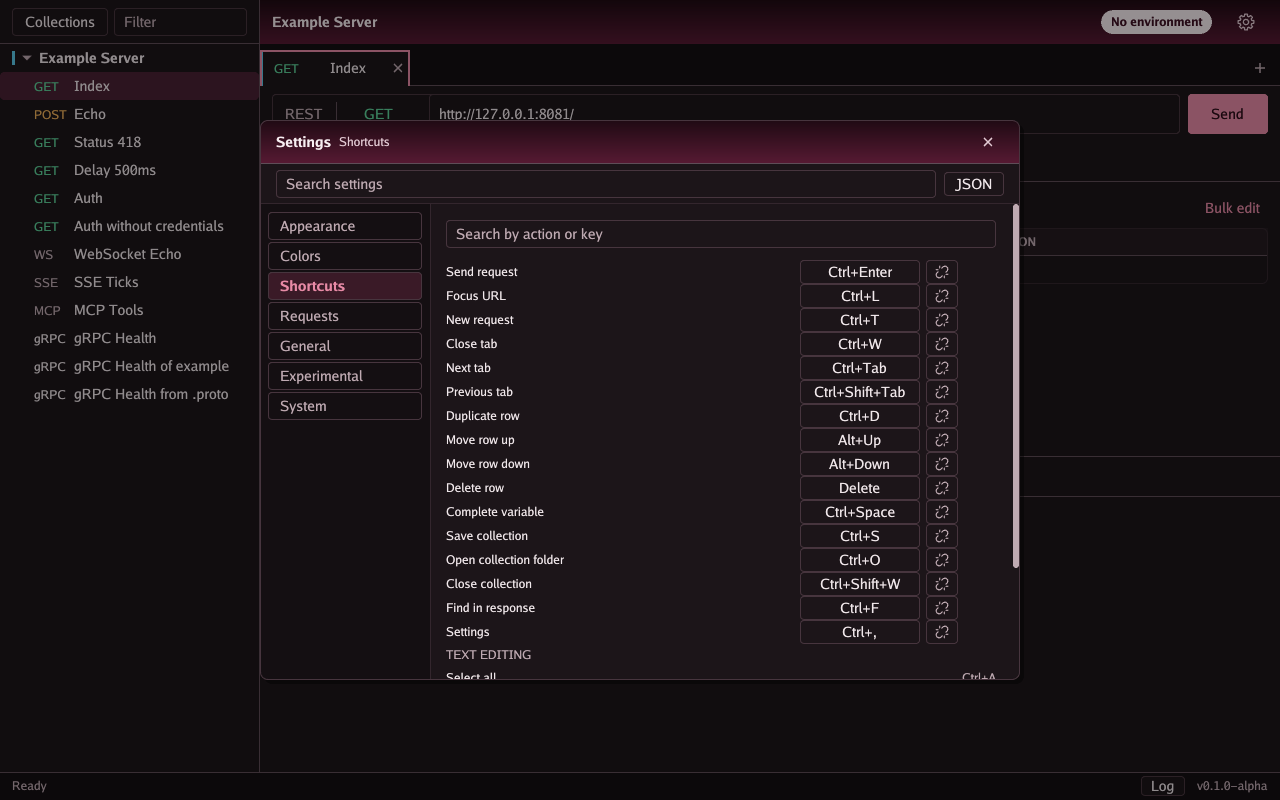 Collections
Filter
Example Server
No environment
Example Server
GET Index
POST Echo
GET Status 418
GET Delay 500ms
GET Auth
GET Auth without credentials
WS WebSocket Echo
SSE SSE Ticks
MCP MCP Tools
gRPC gRPC Health
gRPC gRPC Health of example
gRPC gRPC Health from .proto
GET Index
REST GET http://127.0.0.1:8081/
Send
Bulk edit
ON
Settings Shortcuts
Search settings
JSON
Appearance
Colors
Shortcuts
Requests
General
Experimental
System
Search by action or key
Send request Ctrl+Enter
Focus URL Ctrl+L
New request Ctrl+T
Close tab Ctrl+W
Next tab Ctrl+Tab
Previous tab Ctrl+Shift+Tab
Duplicate row Ctrl+D
Move row up Alt+Up
Move row down Alt+Down
Delete row Delete
Complete variable Ctrl+Space
Save collection Ctrl+S
Open collection folder Ctrl+O
Close collection Ctrl+Shift+W
Find in response Ctrl+F
Settings Ctrl+,
TEXT EDITING
Select all Ctrl+A
Ready
Log
v0.1.0-alpha